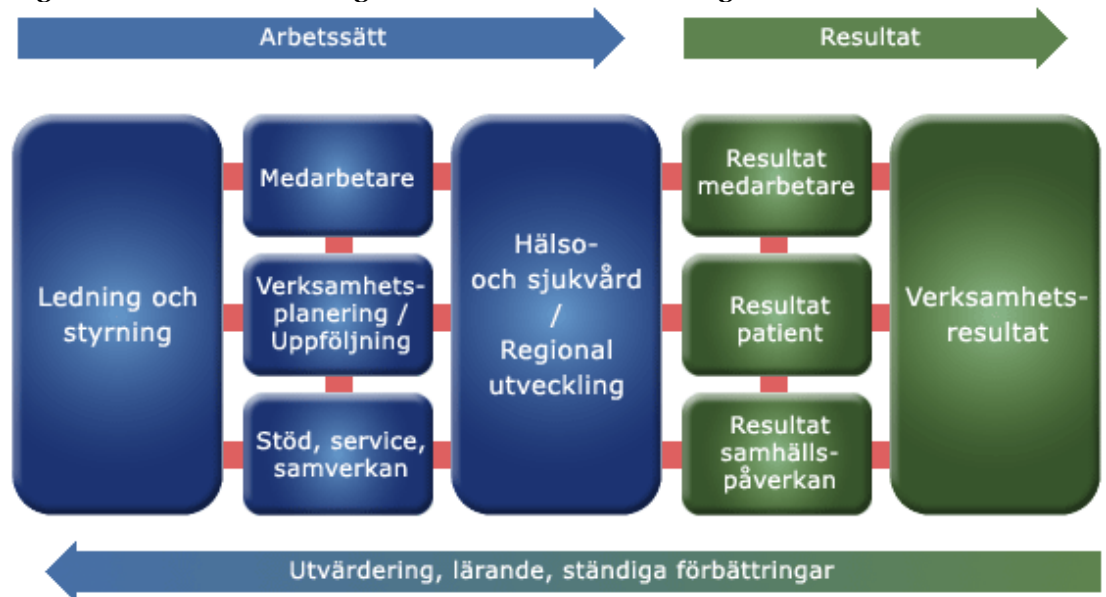 Arbetssätt
Resultat
Ledning och
styrning
Medarbetare
Verksamhets-
planering /
Uppföljning
Stöd, service,
samverkan
Hälso-
och sjukvård
/
Regional
utveckling
Resultat
medarbetare
Resultat
patient
Resultat
samhälls-
påverkan
Verksamhets-
resultat
Utvärdering, lärande, ständiga förbättringar